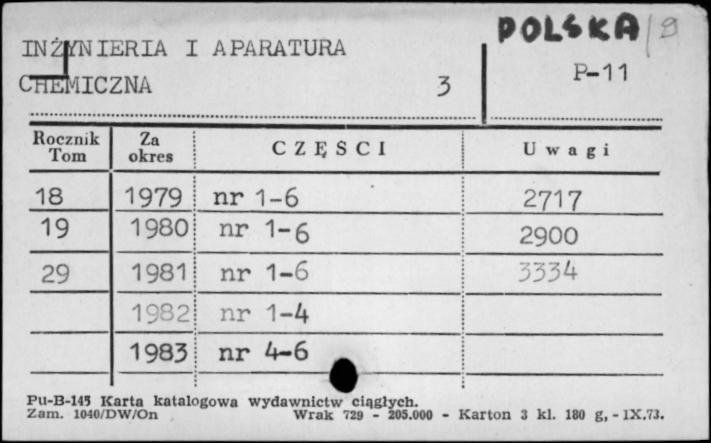 POLSKA /9
INŻYNIERIA I APARATURA
CHEMICZNA 3 P-11
Rocznik Tom Za okres CZĘŚCI Uwagi
18 1979 nr 1-6 2717
19 1980 nr 1-6 2900
29 1981 nr 1-6 3334
1982 nr 1-4
1983 nr 4-6
Pu-B-145 Karta katalogowa wydawnictw ciągłych.
Zam. 1040/DW/On Wrak 729 - 205.000 - Karton 3 kl. 180 g, - IX.73.